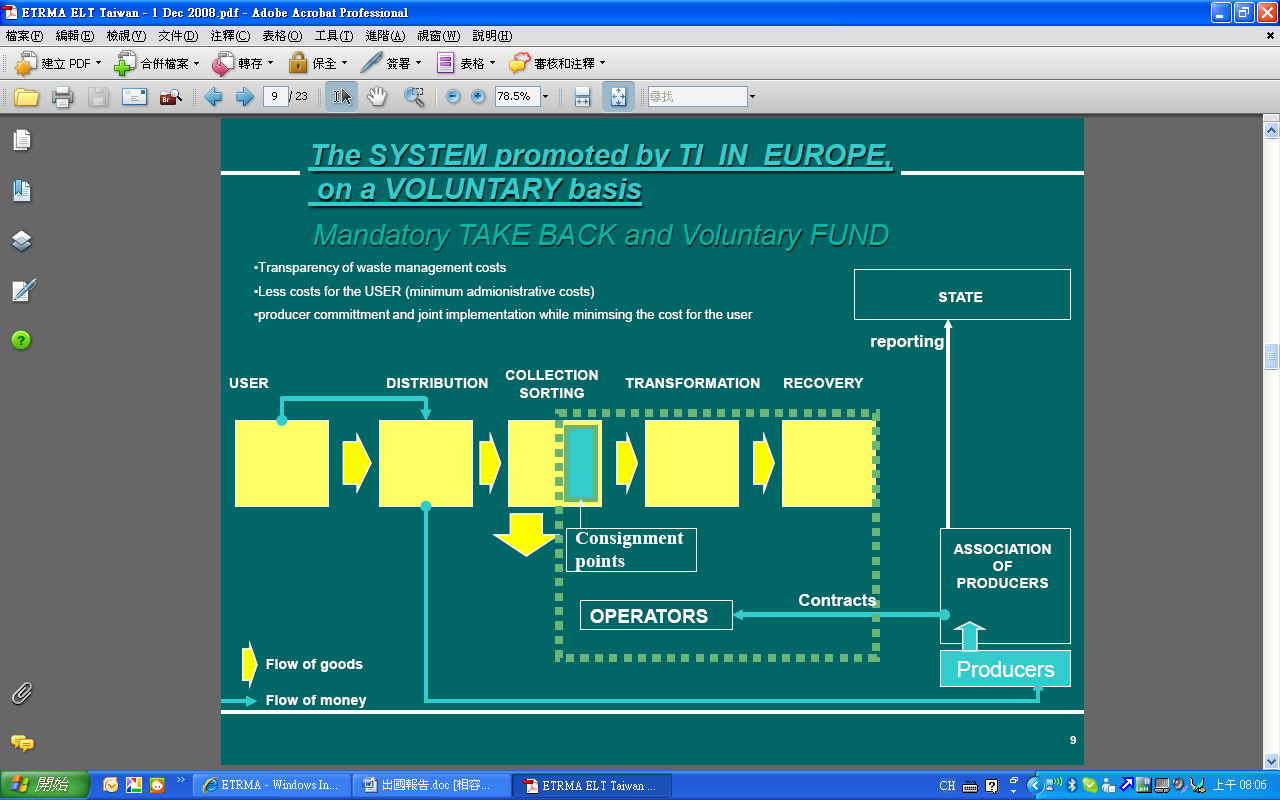 ETRMA ELT Taiwan - 1 Dec 2008.pdf - Adobe Acrobat Professional
檔案(F) 編輯(E) 檢視(V) 文件(D) 注釋(C) 表格(O) 工具(T) 進階(A) 視窗(W) 說明(H)
建立 PDF 合併檔案 轉存 保全 簽署 表格 審核和注釋
9 / 23 78.5% 尋找
The SYSTEM promoted by TI IN EUROPE,
on a VOLUNTARY basis
Mandatory TAKE BACK and Voluntary FUND
•Transparency of waste management costs
•Less costs for the USER (minimum admionistrative costs)
•producer committment and joint implementation while minimsing the cost for the user
STATE
reporting
USER
DISTRIBUTION
COLLECTION
SORTING
TRANSFORMATION
RECOVERY
Consignment
points
ASSOCIATION
OF
PRODUCERS
Contracts
OPERATORS
Producers
Flow of goods
Flow of money
9
開始 ETRMA - Windows In... 出國報告.doc [相容... ETRMA ELT Taiwan ... CH 上午 08:06